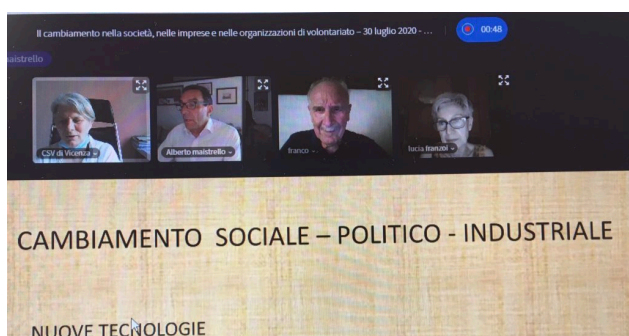 Il cambiamento nella società, nelle imprese e nelle organizzazioni di volontariato – 30 luglio 2020 - ...
00:48
maistrello
CSV di Vicenza
Alberto maistrello
franco
lucia franzoi
CAMBIAMENTO SOCIALE – POLITICO - INDUSTRIALE
NUOVE TECNOLOGIE